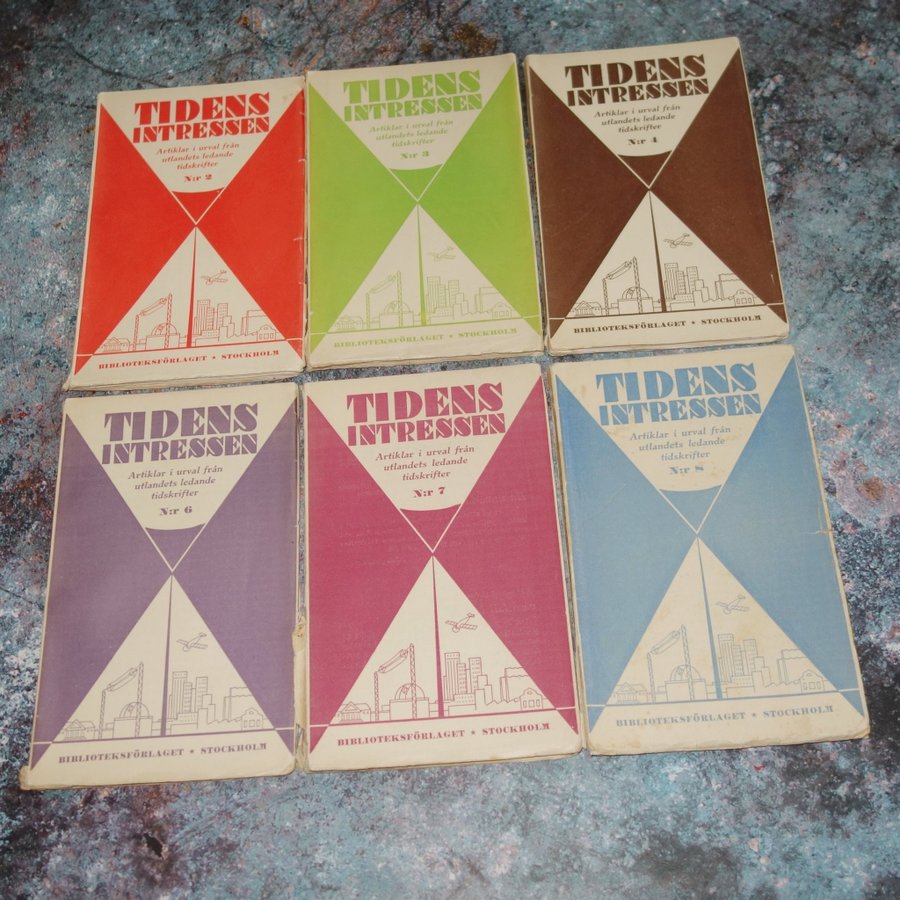 TIDENS
INTRESSEN
Artiklar i urval från
utlandets ledande
tidskrifter
N:r 2
BIBLIOTEKSFÖRLAGET * STOCKHOLM
TIDENS
INTRESSEN
Artiklar i urval från
utlandets ledande
tidskrifter
N:r 3
BIBLIOTEKSFÖRLAGET * STOCKHOLM
TIDENS
INTRESSEN
Artiklar i urval från
utlandets ledande
tidskrifter
N:r 4
BIBLIOTEKSFÖRLAGET * STOCKHOLM
TIDENS
INTRESSEN
Artiklar i urval från
utlandets ledande
tidskrifter
N:r 6
BIBLIOTEKSFÖRLAGET * STOCKHOLM
TIDENS
INTRESSEN
Artiklar i urval från
utlandets ledande
tidskrifter
N:r 7
BIBLIOTEKSFÖRLAGET * STOCKHOLM
TIDENS
INTRESSEN
Artiklar i urval från
utlandets ledande
tidskrifter
N:r 8
BIBLIOTEKSFÖRLAGET * STOCKHOLM